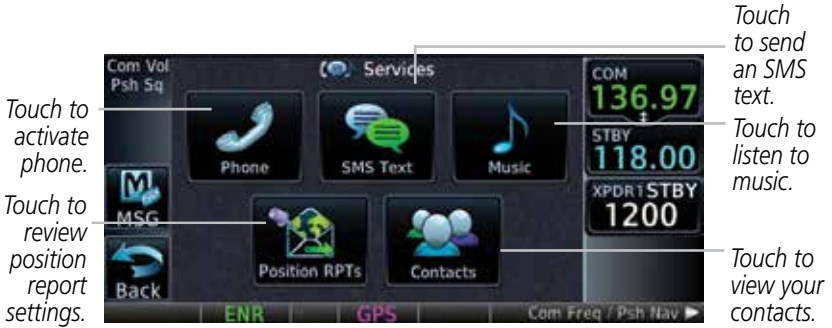 Touch
to send
an SMS
text.
Touch to
activate
phone.
Touch to
listen to
music.
Touch to
review
position
report
settings.
Touch to
view your
contacts.
Com Vol
Psh Sq
Services
COM
136.97
STBY
118.00
XPDR1 STBY
1200
Phone
SMS Text
Music
MSG
Position RPTs
Contacts
Back
ENR
GPS
Com Freq / Psh Nav